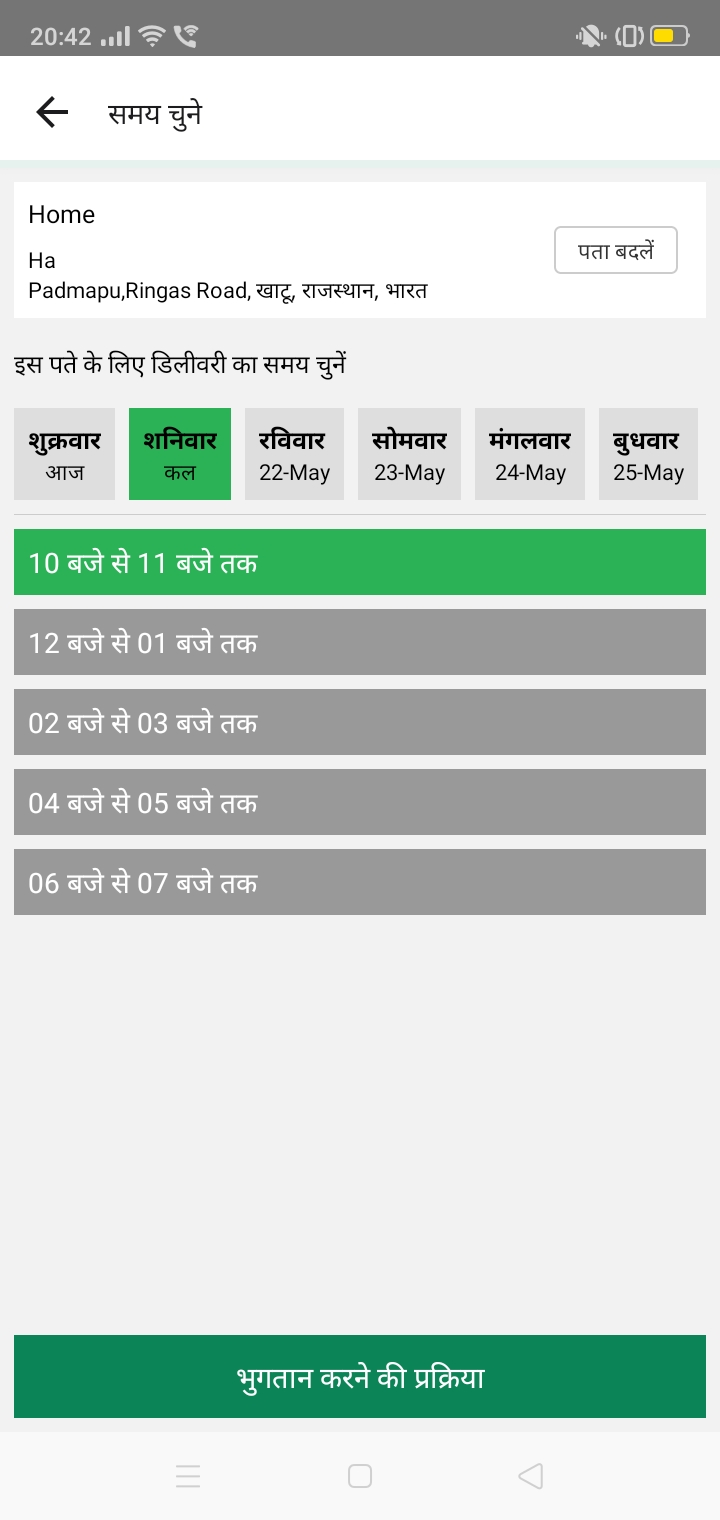 20:42
समय चुने
Home
Ha
पता बदलें
Padmapu,Ringas Road, खाटू, राजस्थान, भारत
इस पते के लिए डिलीवरी का समय चुनें
शुक्रवार शनिवार रविवार सोमवार मंगलवार बुधवार
आज कल 22-May 23-May 24-May 25-May
10 बजे से 11 बजे तक
12 बजे से 01 बजे तक
02 बजे से 03 बजे तक
04 बजे से 05 बजे तक
06 बजे से 07 बजे तक
भुगतान करने की प्रक्रिया